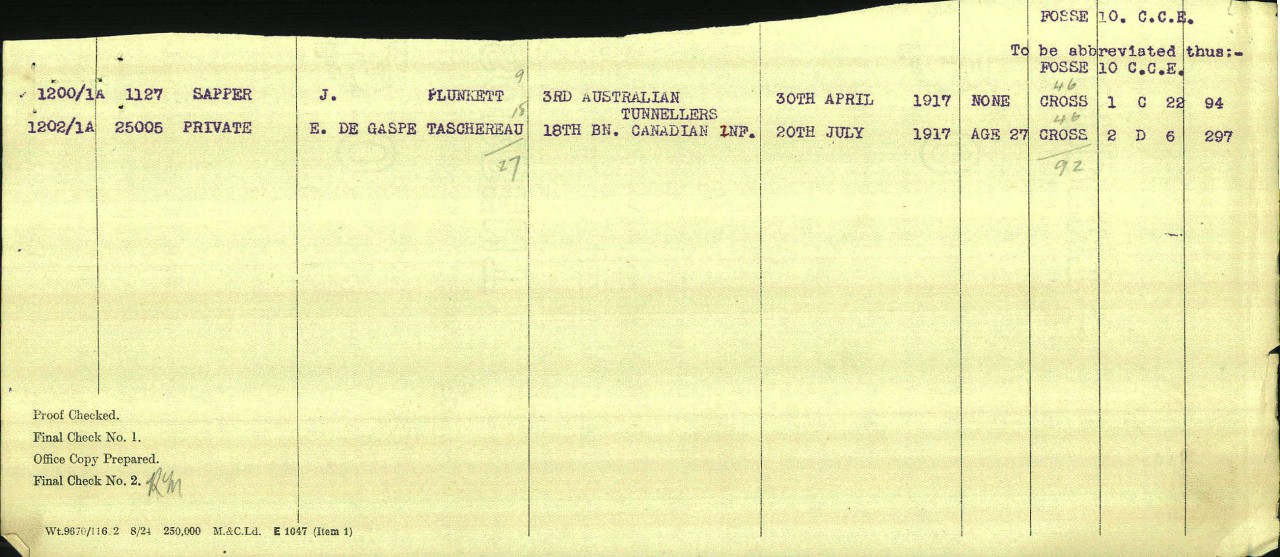 FOSSE 10. C.C.E.
To be abbreviated thus:-
FOSSE 10 C.C.E.
9 46
1200/1A 1127 SAPPER J. PLUNKETT 3RD AUSTRALIAN 30TH APRIL 1917 NONE CROSS 1 C 22 94
18 TUNNELLERS 46
1202/1A 25005 PRIVATE E. DE GASPE TASCHEREAU 18TH BN. CANADIAN INF. 20TH JULY 1917 AGE 27 CROSS 2 D 6 297
27 92
Proof Checked.
Final Check No. 1.
Office Copy Prepared.
Final Check No. 2.
Wt.9670/116 2 8/24 250,000 M.&C.Ld. E 1047 (Item 1)